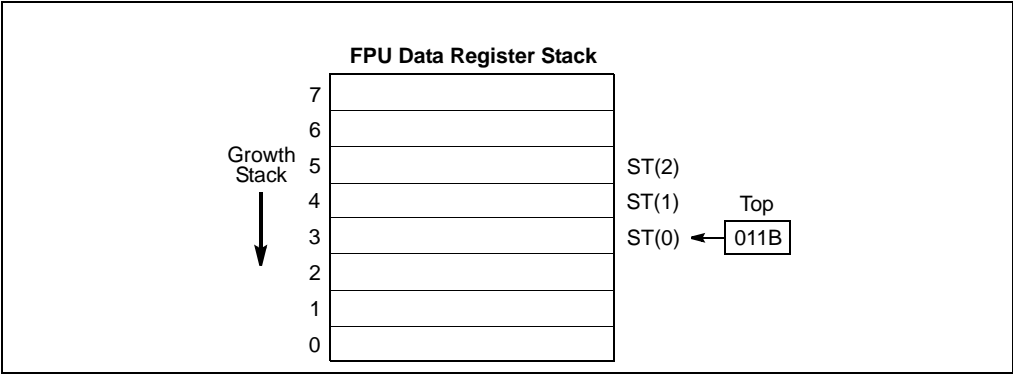 FPU Data Register Stack
7
6
Growth
Stack
5
ST(2)
4
ST(1)
Top
3
ST(0)
011B
2
1
0